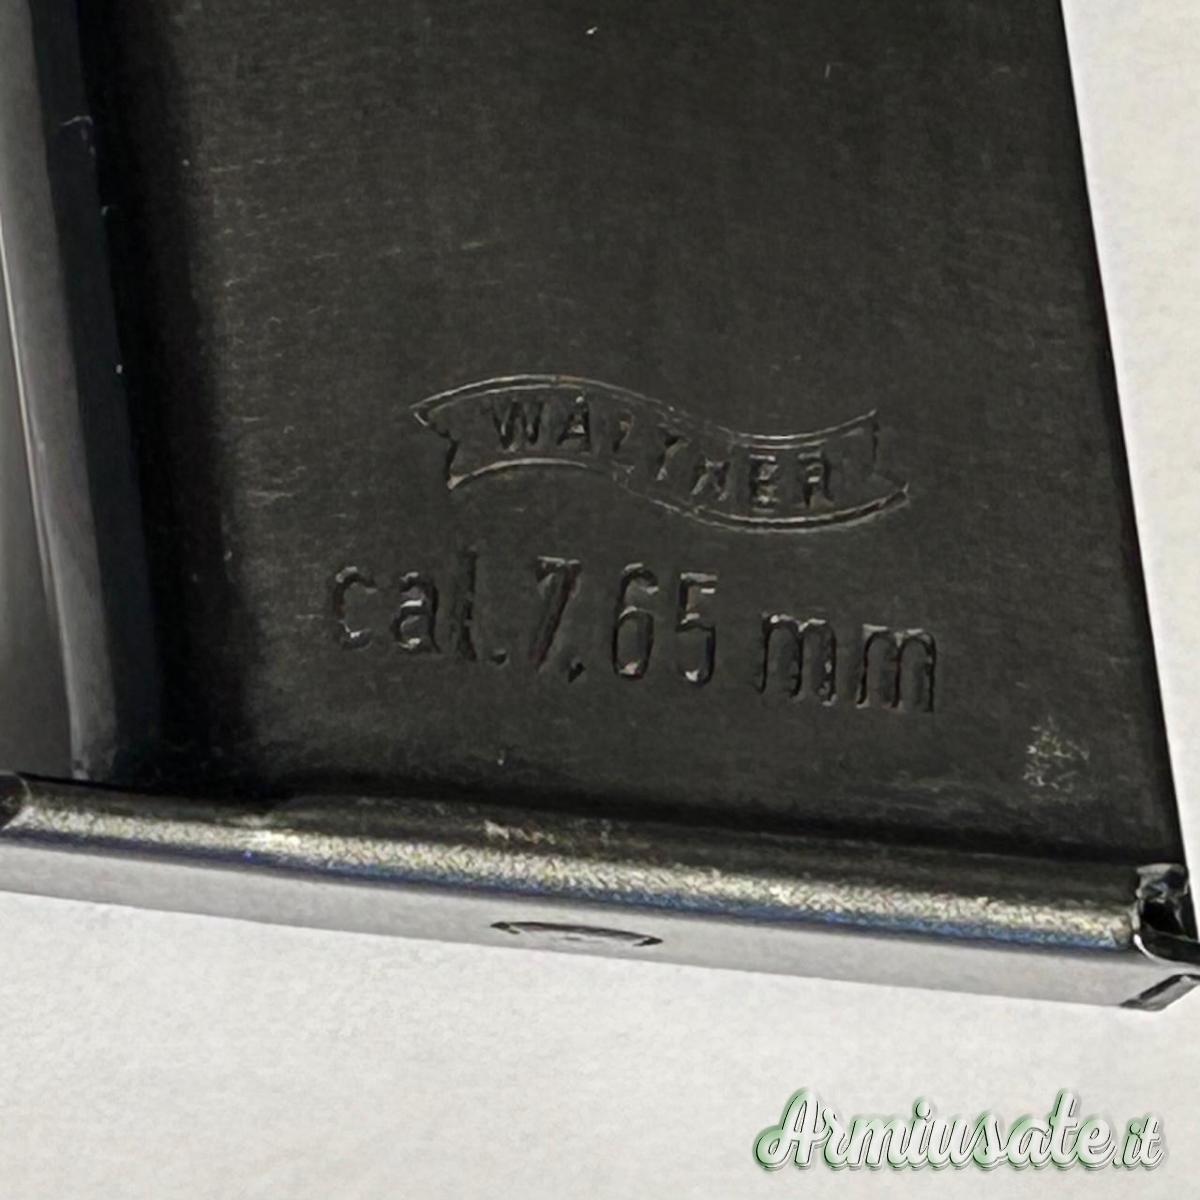 WALTHER
cal. 7,65 mm
Armiusate.it